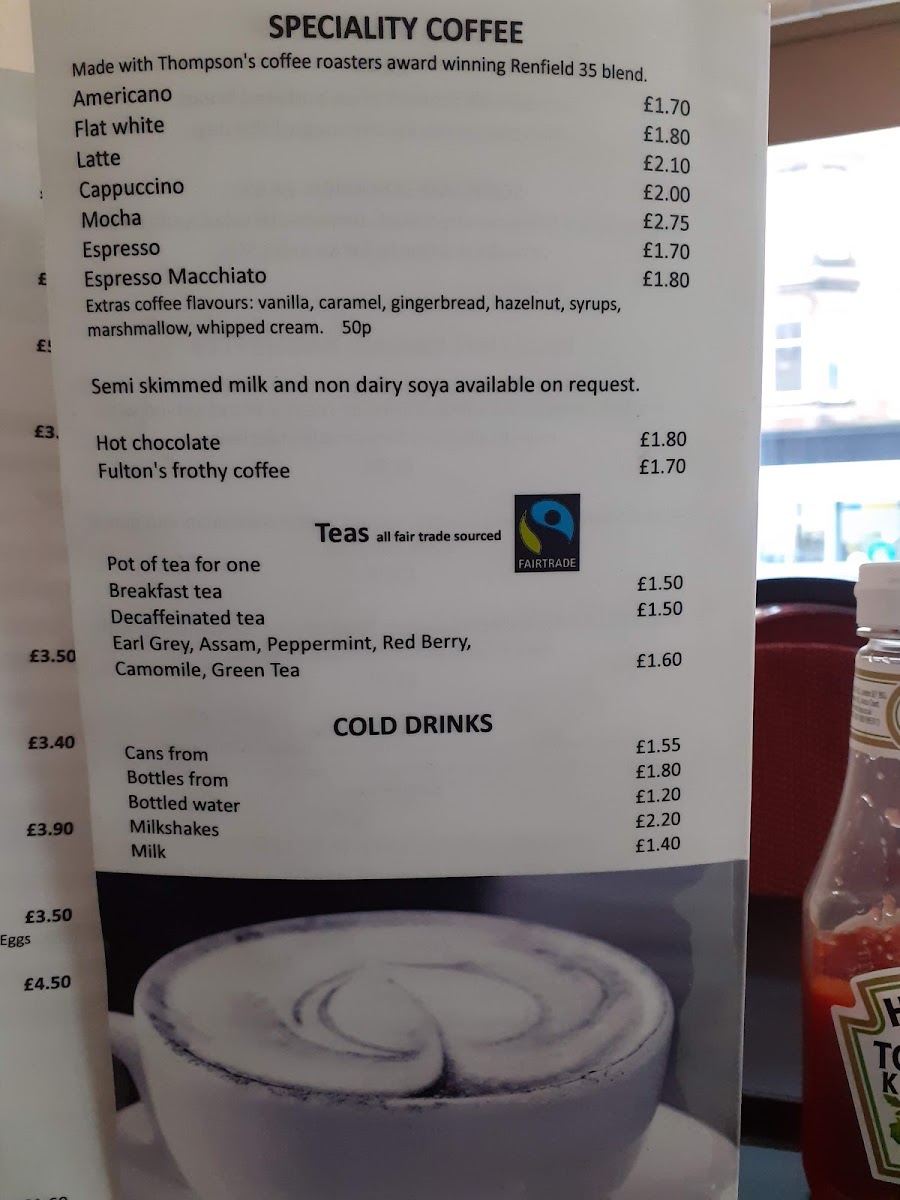 SPECIALITY COFFEE
Made with Thompson's coffee roasters award winning Renfield 35 blend.
Americano £1.70
Flat white £1.80
Latte £2.10
Cappuccino £2.00
Mocha £2.75
Espresso £1.70
Espresso Macchiato £1.80
Extras coffee flavours: vanilla, caramel, gingerbread, hazelnut, syrups,
marshmallow, whipped cream. 50p
Semi skimmed milk and non dairy soya available on request.
Hot chocolate £1.80
Fulton's frothy coffee £1.70
Teas all fair trade sourced
FAIRTRADE
Pot of tea for one
Breakfast tea £1.50
Decaffeinated tea £1.50
Earl Grey, Assam, Peppermint, Red Berry,
Camomile, Green Tea £1.60
COLD DRINKS
Cans from £1.55
Bottles from £1.80
Bottled water £1.20
Milkshakes £2.20
Milk £1.40
£3.
£3.50
£3.40
£3.90
£3.50
Eggs
£4.50
H
TO
K